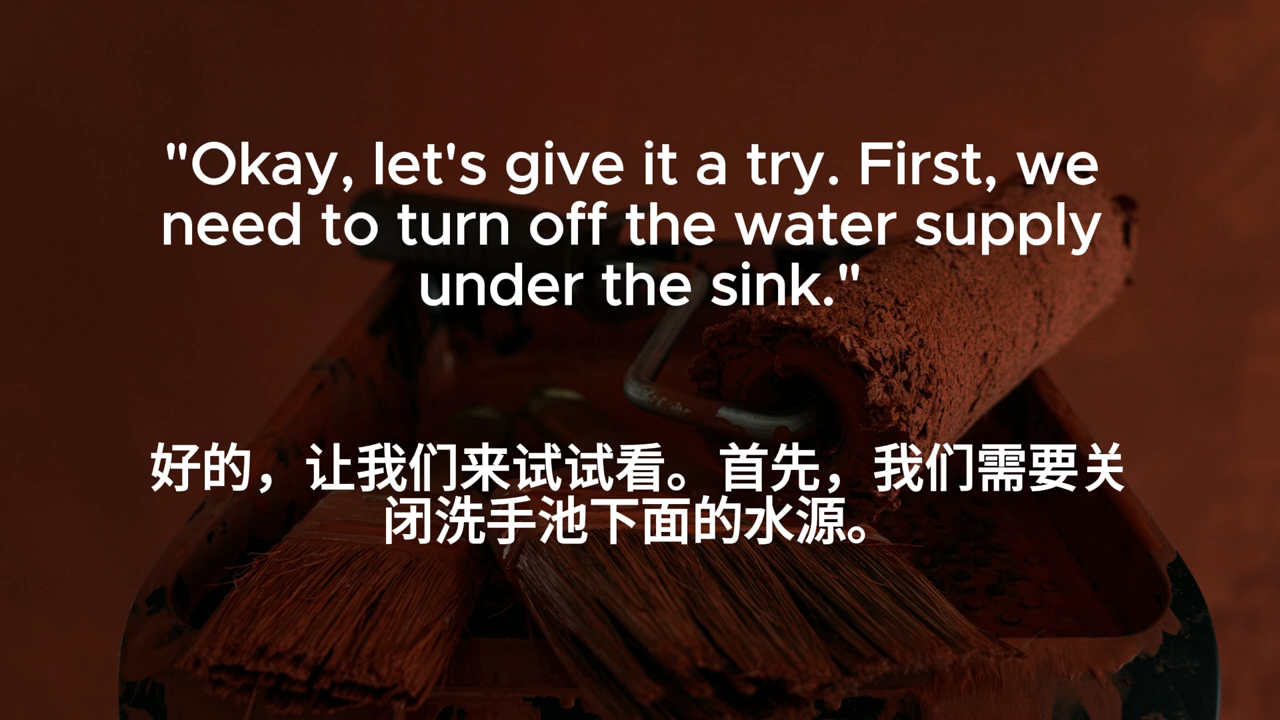 "Okay, let's give it a try. First, we
need to turn off the water supply
under the sink."
好的，让我们来试试看。首先，我们需要关
闭洗手池下面的水源。